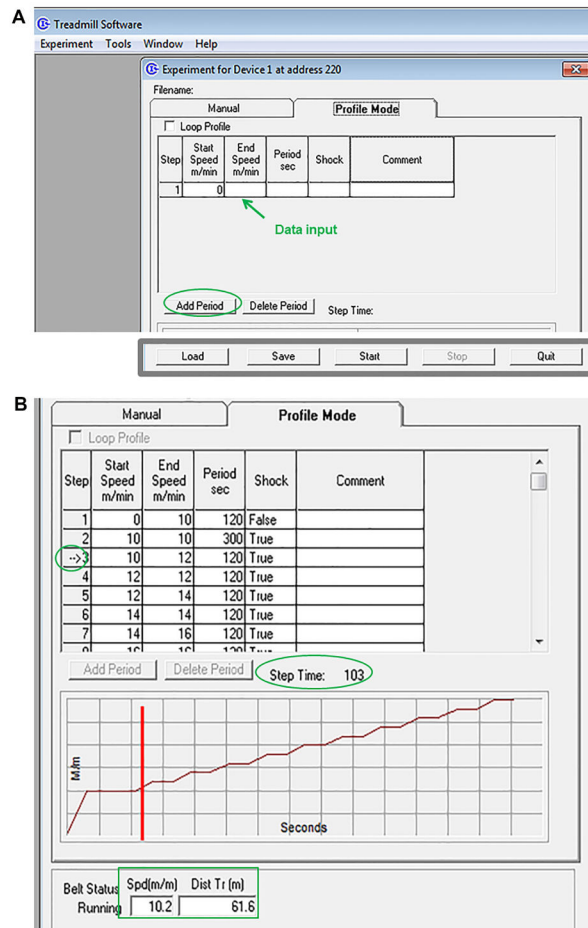 A
Treadmill Software
Experiment Tools Window Help
Experiment for Device 1 at address 220
Filename:
Manual Profile Mode
Loop Profile
Step Start Speed m/min End Speed m/min Period sec Shock Comment
1 0
Data input
Add Period Delete Period Step Time:
Load Save Start Stop Quit
B
Manual Profile Mode
Loop Profile
Step Start Speed m/min End Speed m/min Period sec Shock Comment
1 0 10 120 False
2 10 10 300 True
-->3 10 12 120 True
4 12 12 120 True
5 12 14 120 True
6 14 14 120 True
7 14 16 120 True
Add Period Delete Period Step Time: 103
M/m
Seconds
Belt Status Spd(m/m) Dist Tr (m)
Running 10.2 61.6